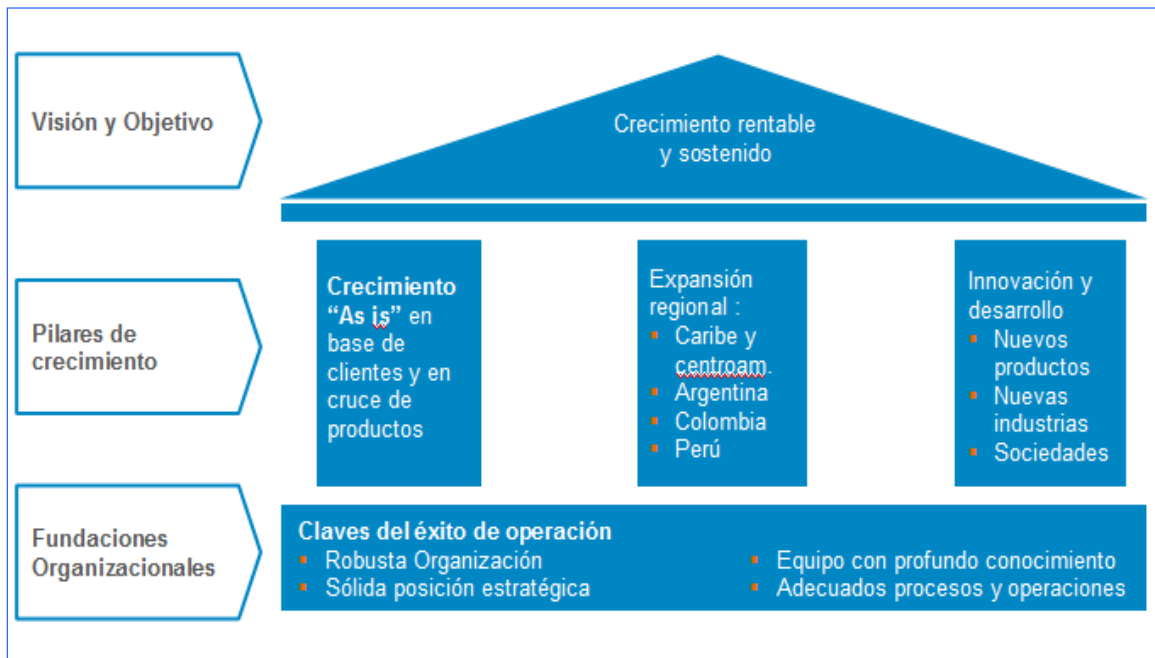 Visión y Objetivo
Crecimiento rentable
y sostenido
Pilares de
crecimiento
Crecimiento
“As is” en
base de
clientes y en
cruce de
productos
Expansión
regional :
▪ Caribe y
centroam.
▪ Argentina
▪ Colombia
▪ Perú
Innovación y
desarrollo
▪ Nuevos
productos
▪ Nuevas
industrias
▪ Sociedades
Fundaciones
Organizacionales
Claves del éxito de operación
▪ Robusta Organización
▪ Sólida posición estratégica
▪ Equipo con profundo conocimiento
▪ Adecuados procesos y operaciones